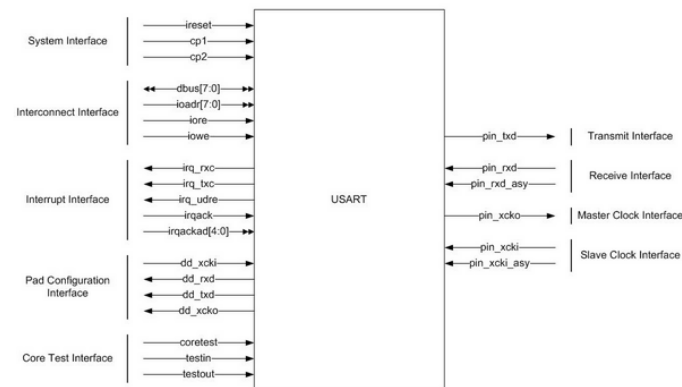 System Interface
ireset
cp1
cp2
Interconnect Interface
dbus[7:0]
ioadr[7:0]
iore
iowe
Interrupt Interface
irq_rxc
irq_txc
irq_udre
irqack
irqackad[4:0]
Pad Configuration
Interface
dd_xcki
dd_rxd
dd_txd
dd_xcko
Core Test Interface
coretest
testin
testout
USART
pin_txd
Transmit Interface
pin_rxd
pin_rxd_asy
Receive Interface
pin_xcko
Master Clock Interface
pin_xcki
pin_xcki_asy
Slave Clock Interface